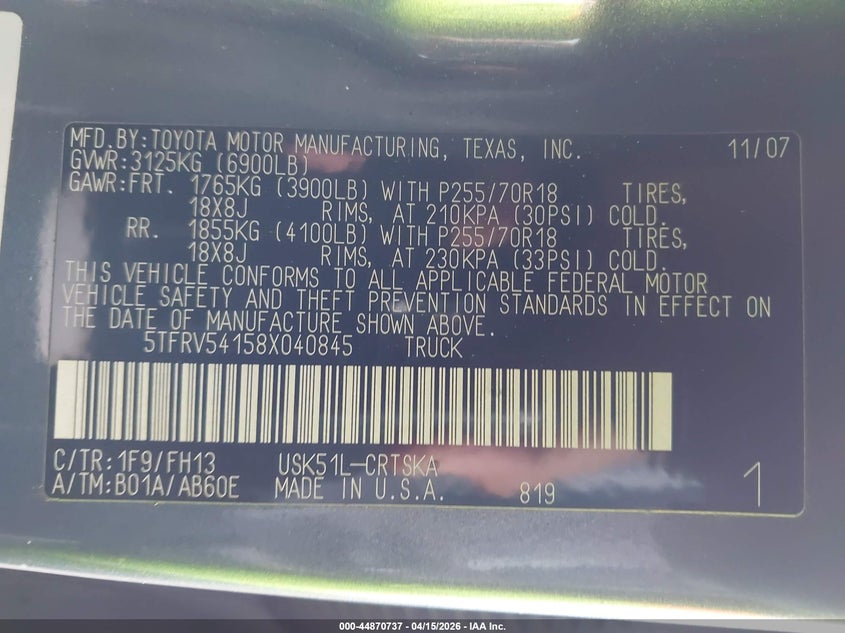 MFD.BY:TOYOTA MOTOR MANUFACTURING, TEXAS, INC. 11/07
GVWR:3125KG (6900LB)
GAWR:FRT. 1765KG (3900LB) WITH P255/70R18 TIRES,
18X8J RIMS, AT 210KPA (30PSI) COLD.
RR. 1855KG (4100LB) WITH P255/70R18 TIRES,
18X8J RIMS, AT 230KPA (33PSI) COLD.
THIS VEHICLE CONFORMS TO ALL APPLICABLE FEDERAL MOTOR
VEHICLE SAFETY AND THEFT PREVENTION STANDARDS IN EFFECT ON
THE DATE OF MANUFACTURE SHOWN ABOVE.
5TFRV54158X040845 TRUCK
C/TR:1F9/FH13 USK51L-CRTSKA
A/TM:B01A/AB60E MADE IN U.S.A. 819 1
000-44870737 - 04/15/2026 - IAA Inc.